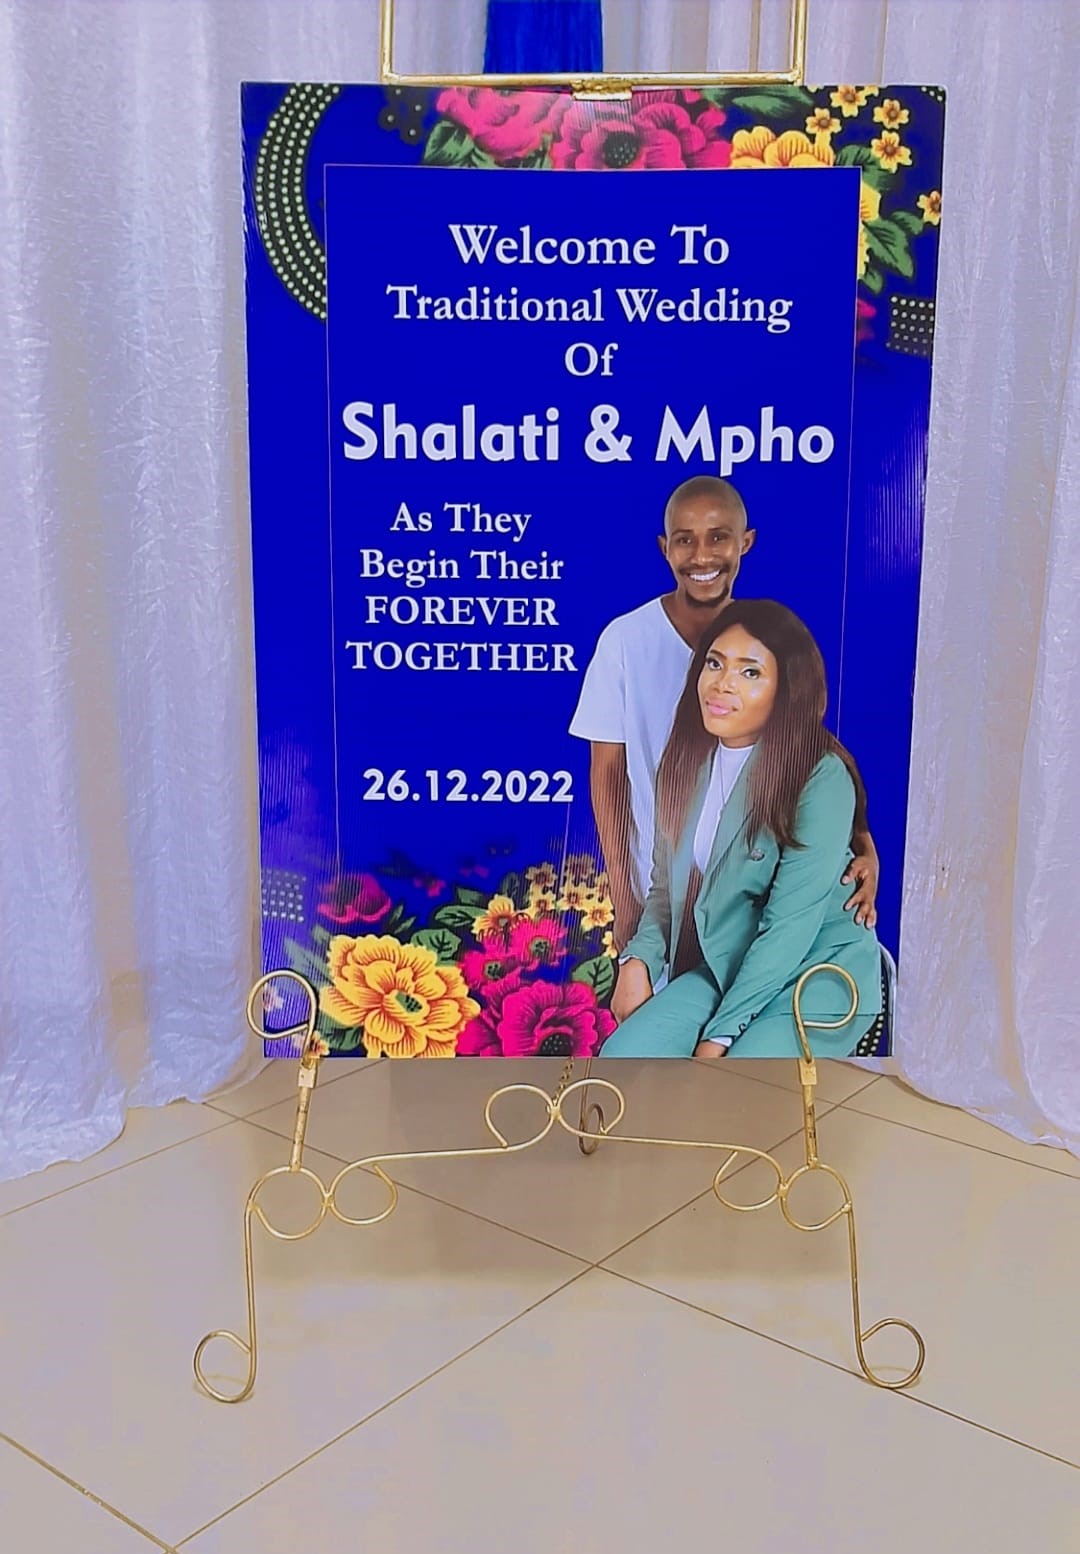 Welcome To
Traditional Wedding
Of
Shalati & Mpho
As They
Begin Their
FOREVER
TOGETHER
26.12.2022